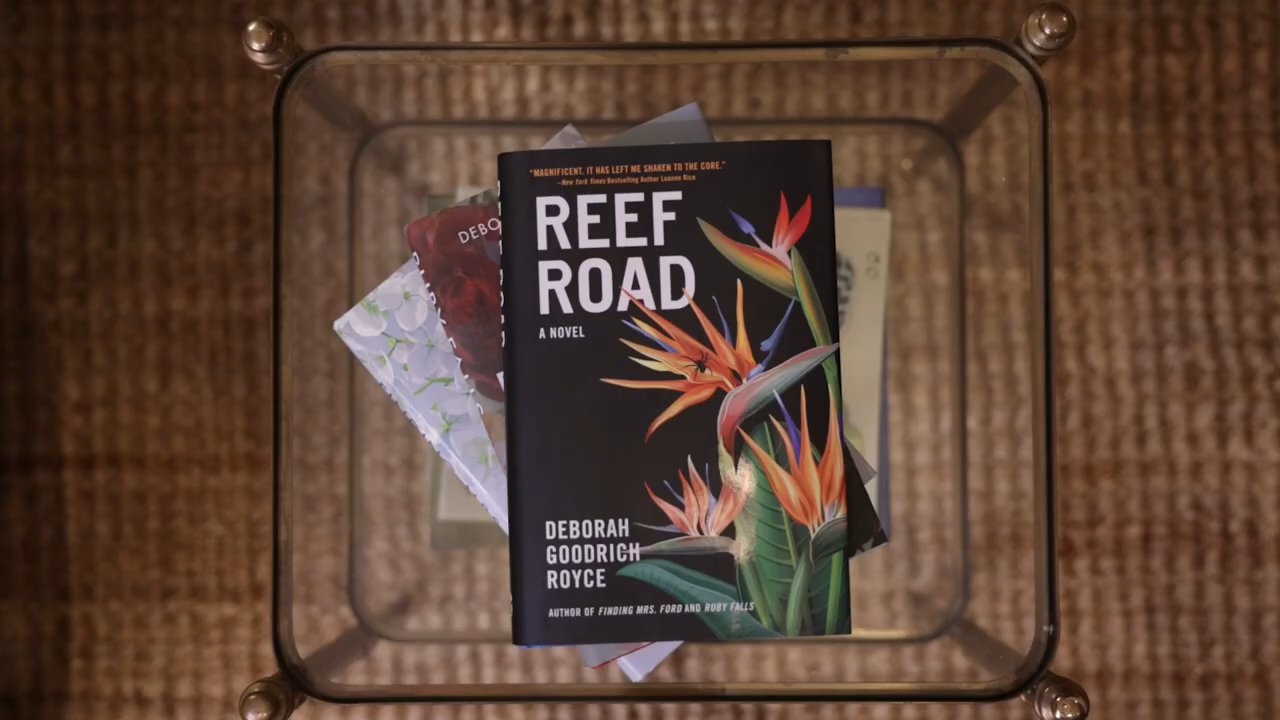 "MAGNIFICENT. IT HAS LEFT ME SHAKEN TO THE CORE."
—New York Times Bestselling Author Luanne Rice
REEF
ROAD
A NOVEL
DEBORAH
GOODRICH
ROYCE
AUTHOR OF FINDING MRS. FORD AND RUBY FALLS
DEBO